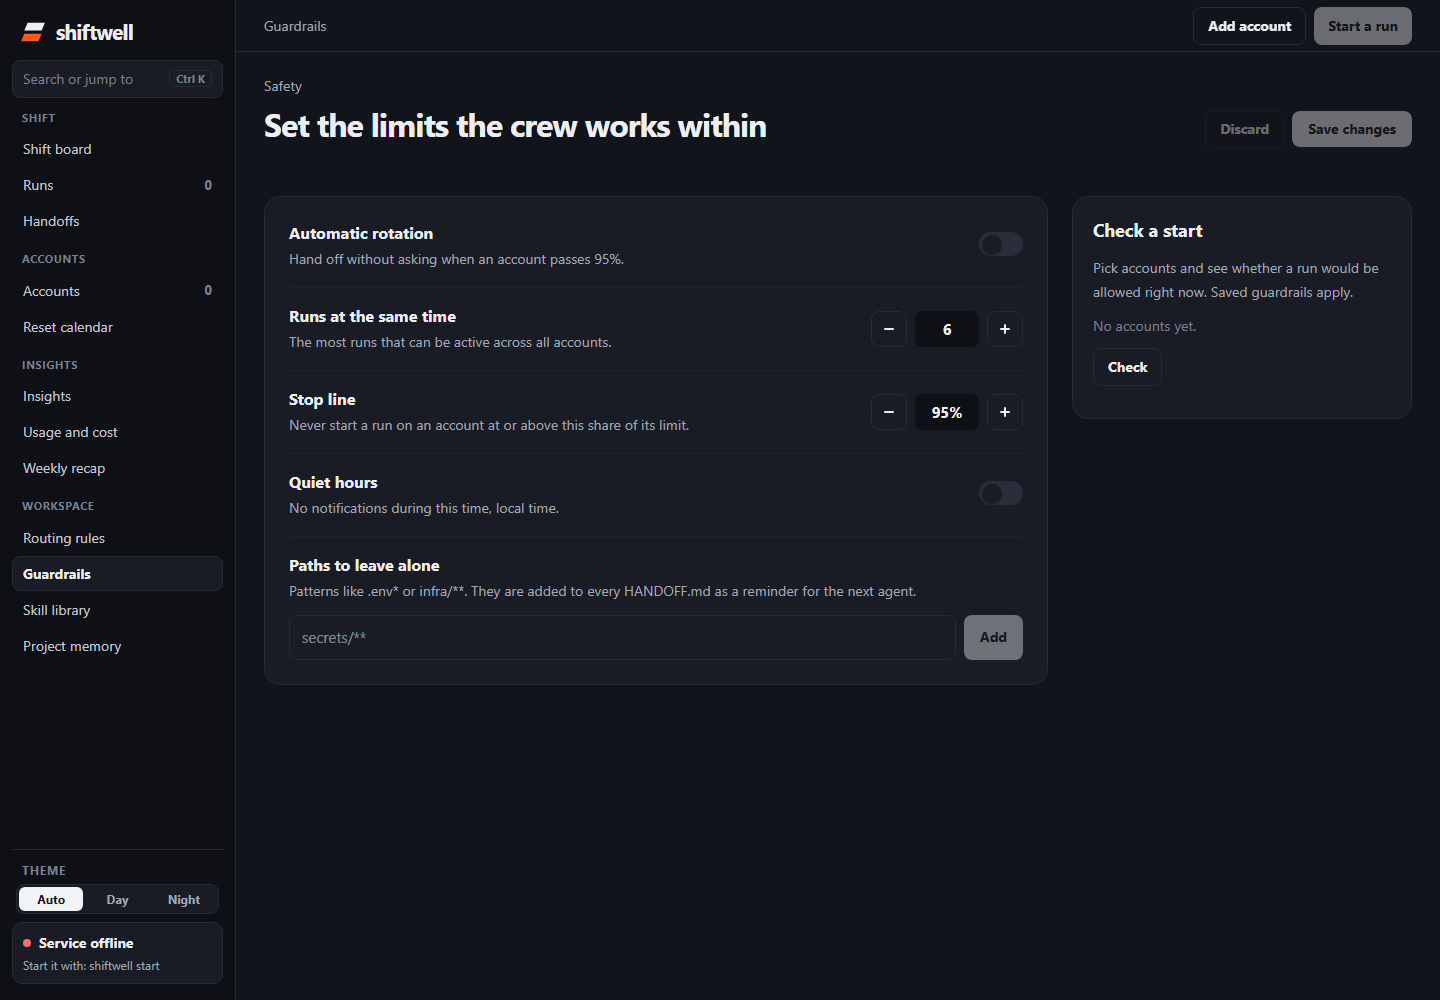 shiftwell
Search or jump to
Ctrl K
SHIFT
Shift board
Runs 0
Handoffs
ACCOUNTS
Accounts 0
Reset calendar
INSIGHTS
Insights
Usage and cost
Weekly recap
WORKSPACE
Routing rules
Guardrails
Skill library
Project memory
THEME
Auto Day Night
Service offline
Start it with: shiftwell start
Guardrails
Add account
Start a run
Safety
Set the limits the crew works within
Discard
Save changes
Automatic rotation
Hand off without asking when an account passes 95%.
Runs at the same time
The most runs that can be active across all accounts.
− 6 +
Stop line
Never start a run on an account at or above this share of its limit.
− 95% +
Quiet hours
No notifications during this time, local time.
Paths to leave alone
Patterns like .env* or infra/**. They are added to every HANDOFF.md as a reminder for the next agent.
secrets/**
Add
Check a start
Pick accounts and see whether a run would be
allowed right now. Saved guardrails apply.
No accounts yet.
Check